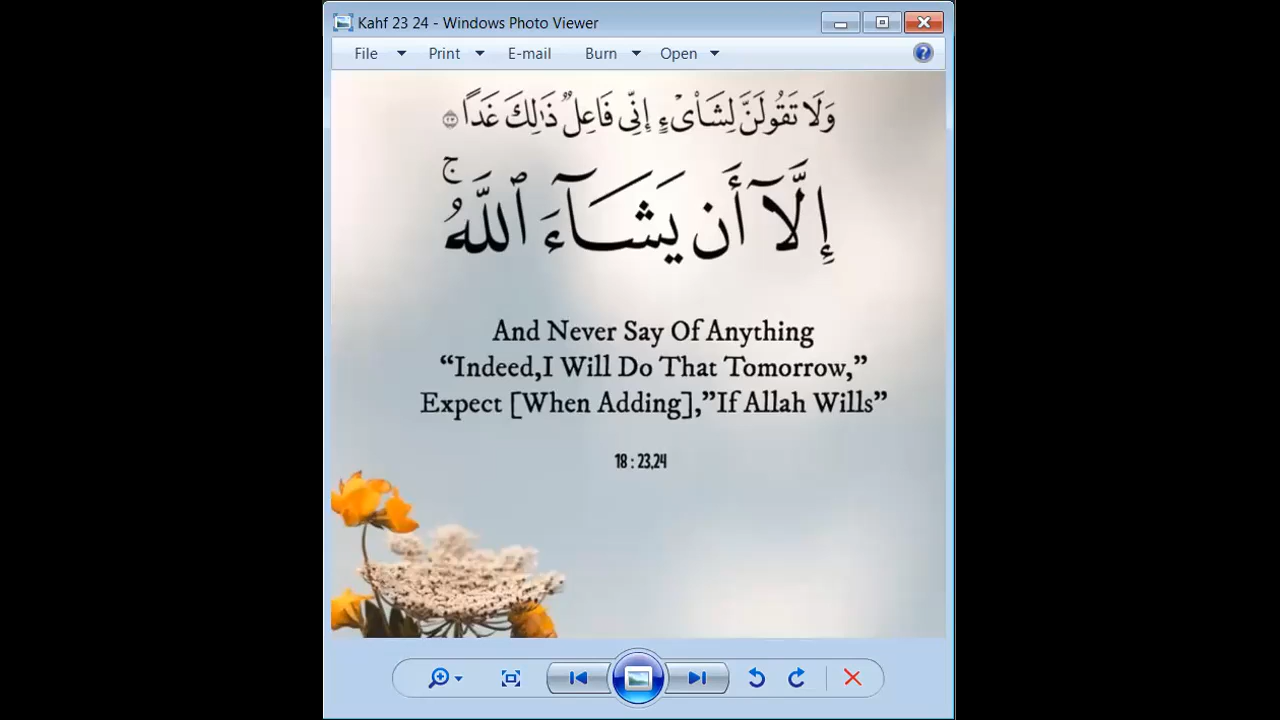 Kahf 23 24 - Windows Photo Viewer
File Print E-mail Burn Open
وَلَا تَقُولَنَّ لِشَا۟ىْءٍ إِنِّى فَاعِلٌ ذَٰلِكَ غَدًا ٢٣
إِلَّآ أَن يَشَآءَ ٱللَّهُ ۚ
And Never Say Of Anything
“Indeed,I Will Do That Tomorrow,”
Expect [When Adding],”If Allah Wills”
18 : 23,24